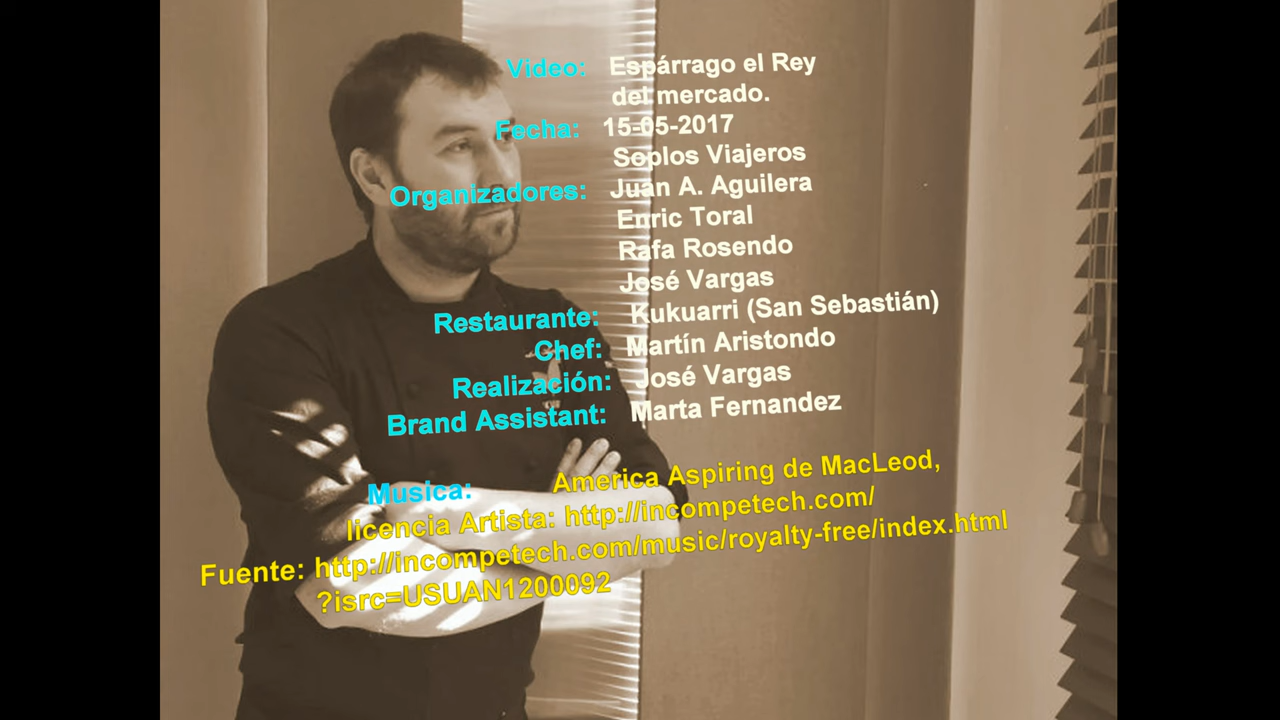 Video: Espárrago el Rey
del mercado.
Fecha: 15-05-2017
Soplos Viajeros
Organizadores: Juan A. Aguilera
Enric Toral
Rafa Rosendo
José Vargas
Restaurante: Kukuarri (San Sebastián)
Chef: Martín Aristondo
Realización: José Vargas
Brand Assistant: Marta Fernandez
Musica: America Aspiring de MacLeod,
licencia Artista: http://incompetech.com/
Fuente: http://incompetech.com/music/royalty-free/index.html
?isrc=USUAN1200092